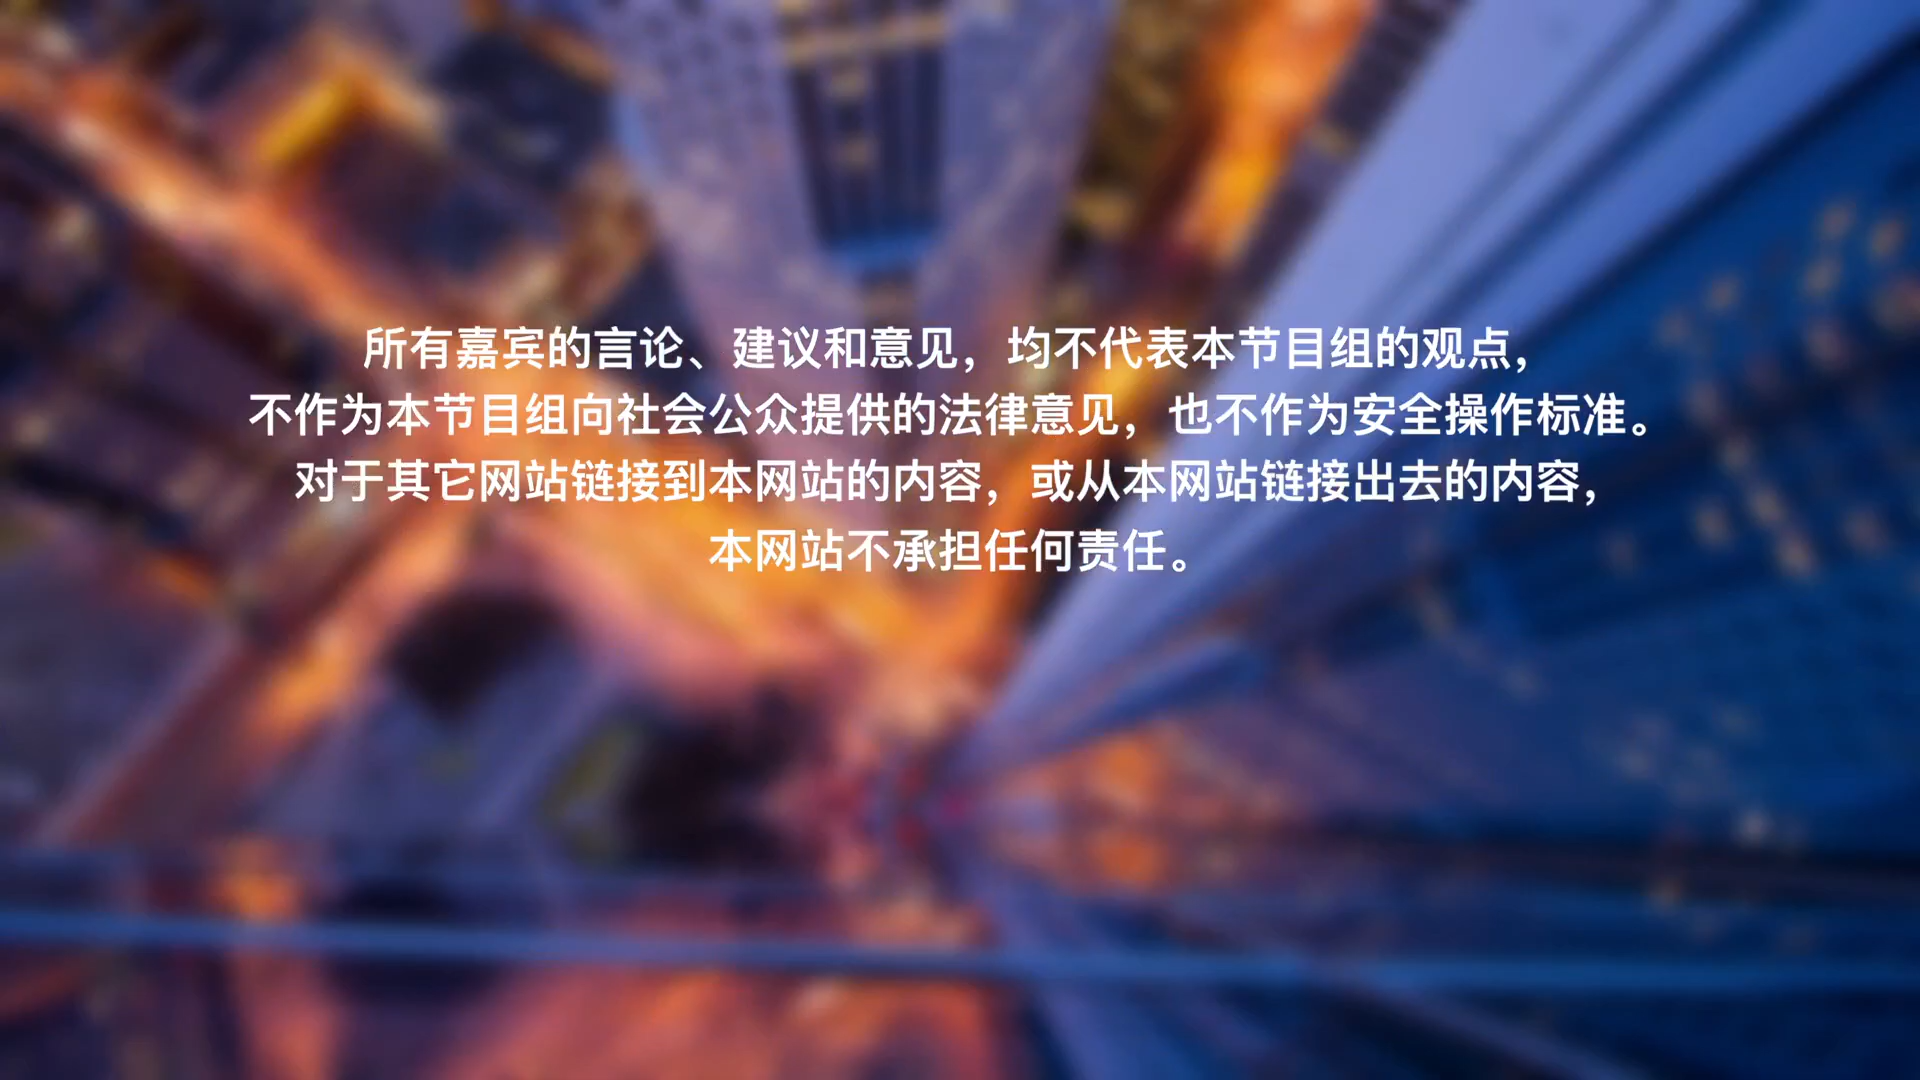 所有嘉宾的言论、建议和意见，均不代表本节目组的观点，
不作为本节目组向社会公众提供的法律意见，也不作为安全操作标准。
对于其它网站链接到本网站的内容，或从本网站链接出去的内容，
本网站不承担任何责任。